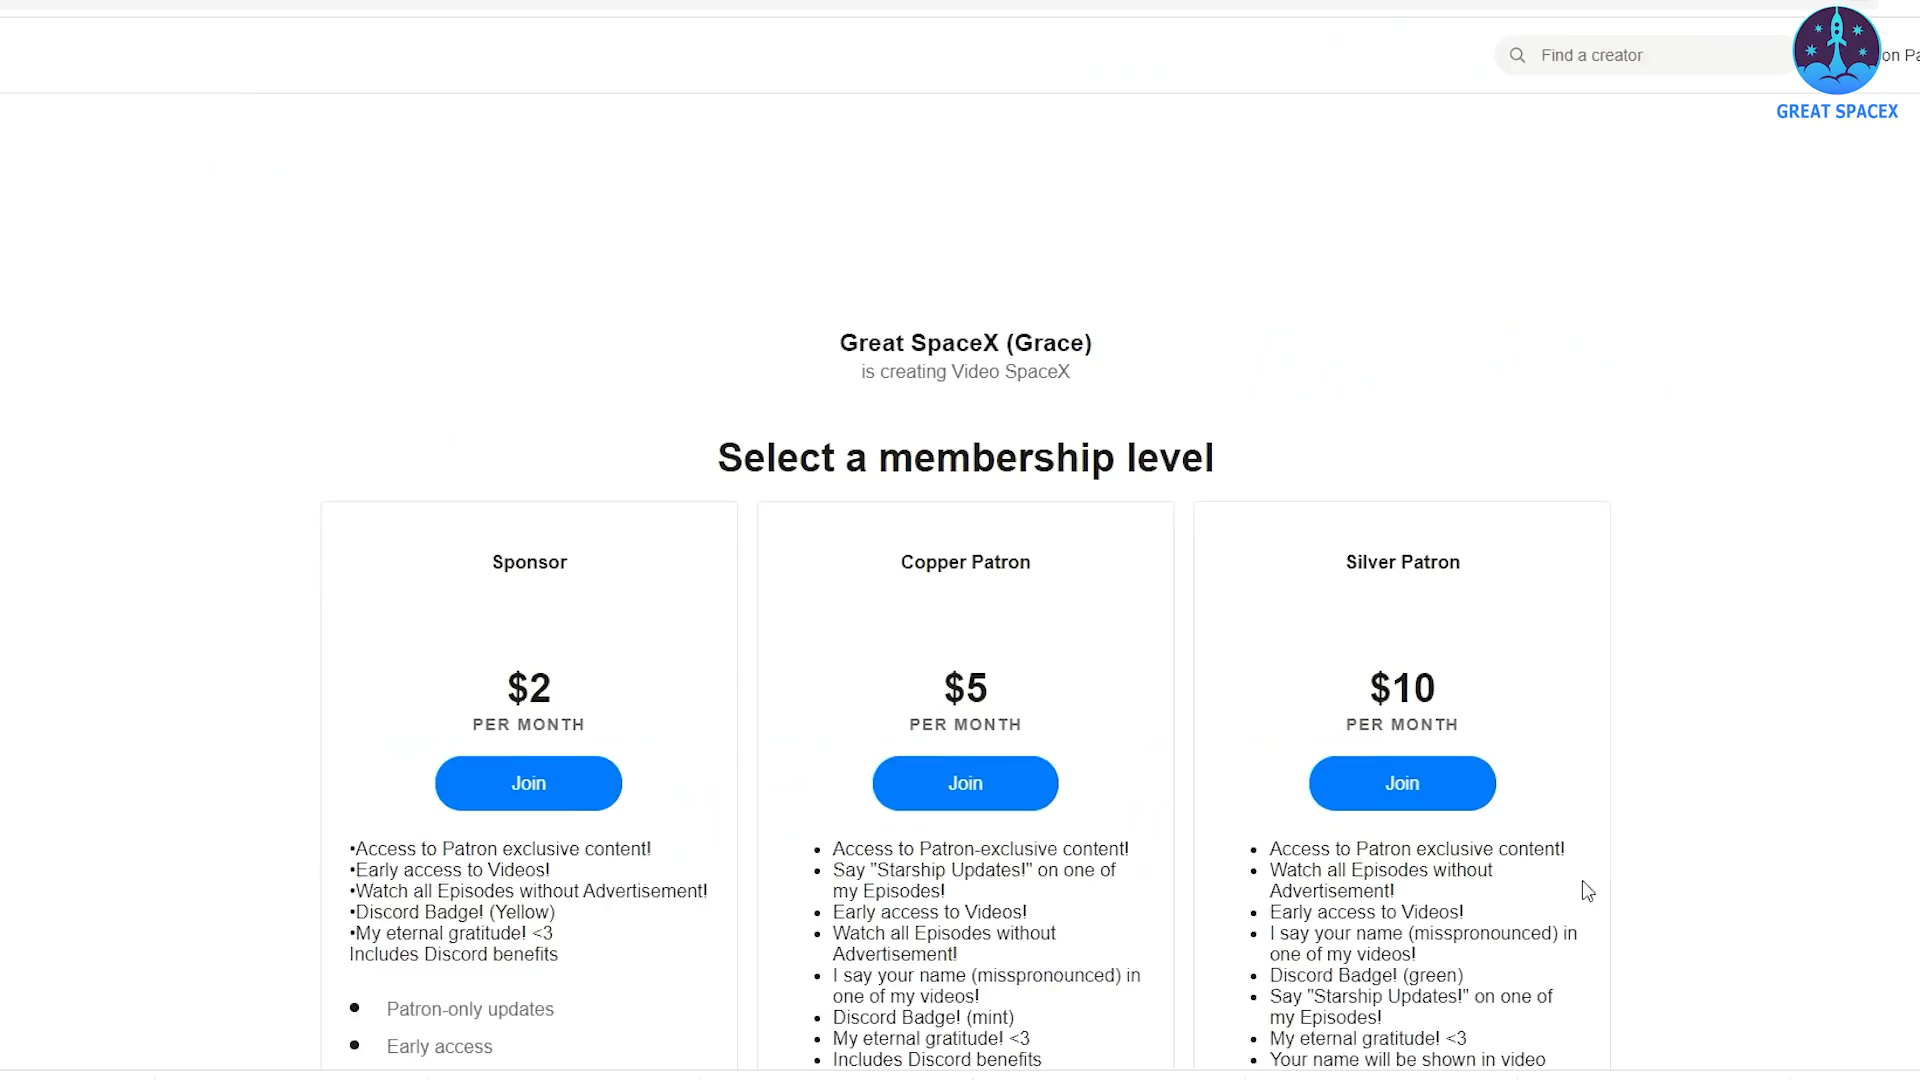 Find a creator
on Pa
GREAT SPACEX
Great SpaceX (Grace)
is creating Video SpaceX
Select a membership level
Sponsor
$2
PER MONTH
Join
•Access to Patron exclusive content!
•Early access to Videos!
•Watch all Episodes without Advertisement!
•Discord Badge! (Yellow)
•My eternal gratitude! <3
Includes Discord benefits
• Patron-only updates
• Early access
Copper Patron
$5
PER MONTH
Join
• Access to Patron-exclusive content!
• Say "Starship Updates!" on one of
my Episodes!
• Early access to Videos!
• Watch all Episodes without
Advertisement!
• I say your name (misspronounced) in
one of my videos!
• Discord Badge! (mint)
• My eternal gratitude! <3
• Includes Discord benefits
Silver Patron
$10
PER MONTH
Join
• Access to Patron exclusive content!
• Watch all Episodes without
Advertisement!
• Early access to Videos!
• I say your name (misspronounced) in
one of my videos!
• Discord Badge! (green)
• Say "Starship Updates!" on one of
my Episodes!
• My eternal gratitude! <3
• Your name will be shown in video